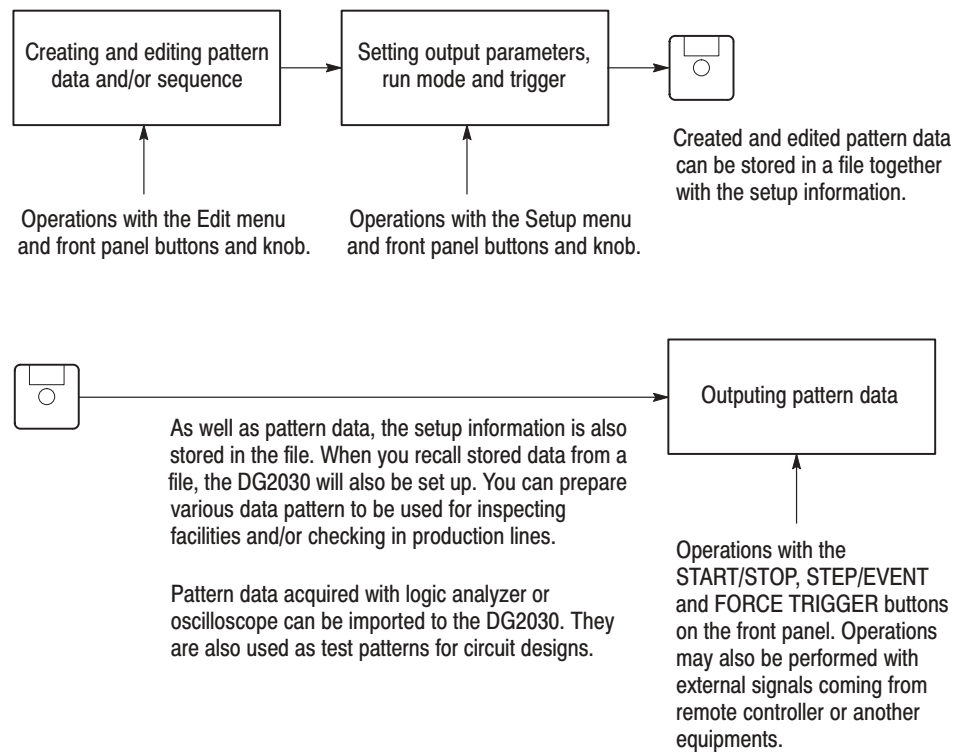 Creating and editing pattern
data and/or sequence
Setting output parameters,
run mode and trigger
Created and edited pattern data
can be stored in a file together
with the setup information.
Operations with the Edit menu
and front panel buttons and knob.
Operations with the Setup menu
and front panel buttons and knob.
Outputing pattern data
As well as pattern data, the setup information is also
stored in the file. When you recall stored data from a
file, the DG2030 will also be set up. You can prepare
various data pattern to be used for inspecting
facilities and/or checking in production lines.
Pattern data acquired with logic analyzer or
oscilloscope can be imported to the DG2030. They
are also used as test patterns for circuit designs.
Operations with the
START/STOP, STEP/EVENT
and FORCE TRIGGER buttons
on the front panel. Operations
may also be performed with
external signals coming from
remote controller or another
equipments.